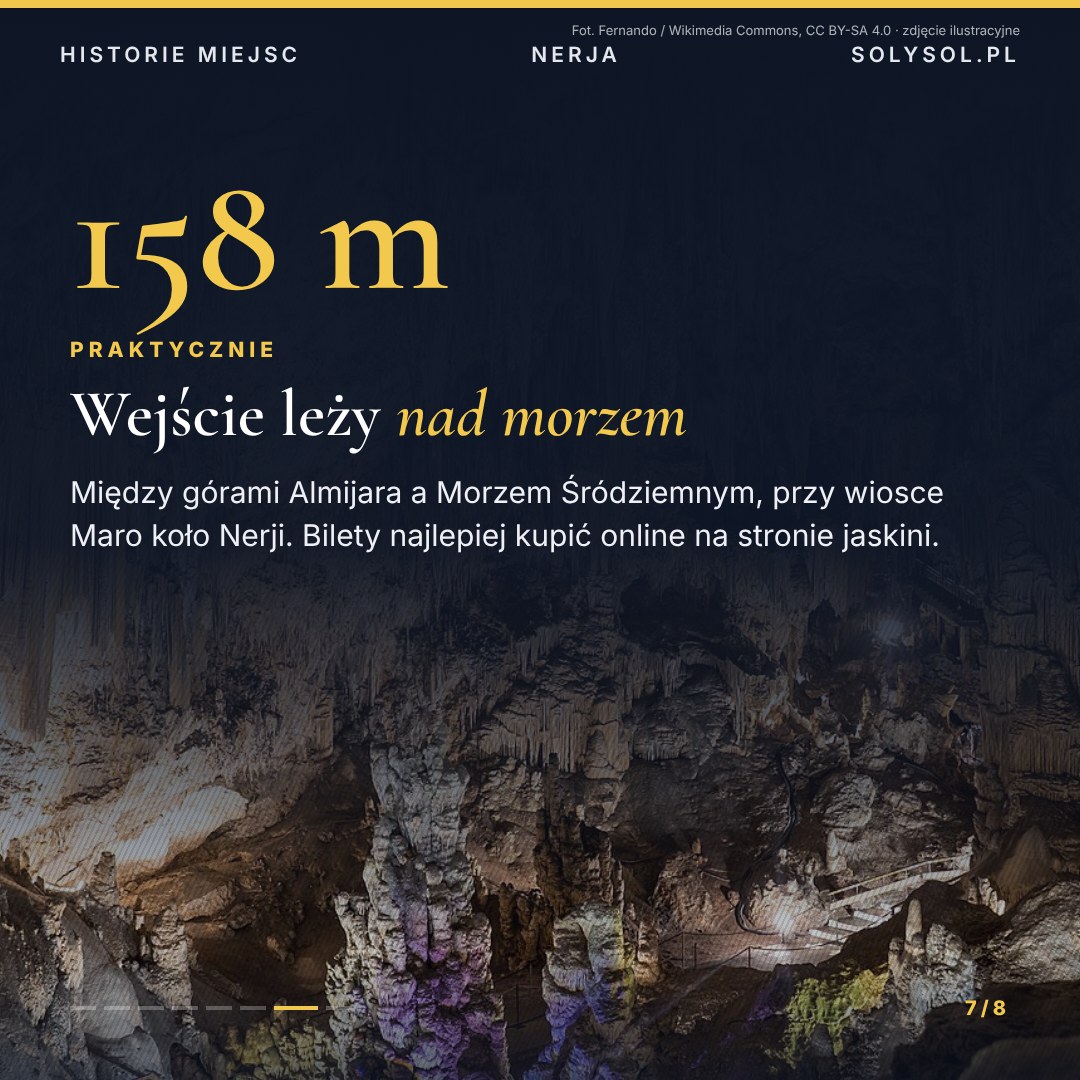 Fot. Fernando / Wikimedia Commons, CC BY-SA 4.0 · zdjęcie ilustracyjne
HISTORIE MIEJSC NERJA SOLYSOL.PL
158 m
PRAKTYCZNIE
Wejście leży nad morzem
Między górami Almijara a Morzem Śródziemnym, przy wiosce
Maro koło Nerji. Bilety najlepiej kupić online na stronie jaskini.
7/8